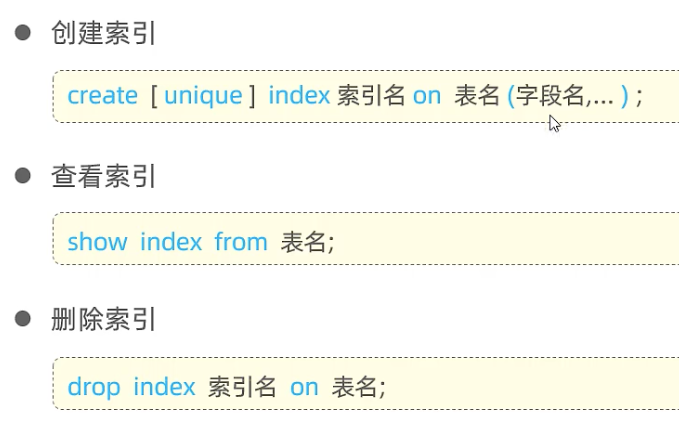 创建索引
create [ unique ] index 索引名 on 表名 (字段名,... ) ;
查看索引
show index from 表名;
删除索引
drop index 索引名 on 表名;